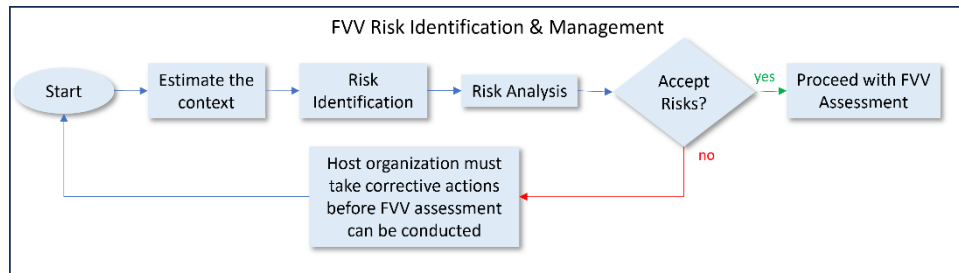 FVV Risk Identification & Management
Start
Estimate the
context
Risk
Identification
Risk Analysis
Accept
Risks?
yes
Proceed with FVV
Assessment
no
Host organization must
take corrective actions
before FVV assessment
can be conducted